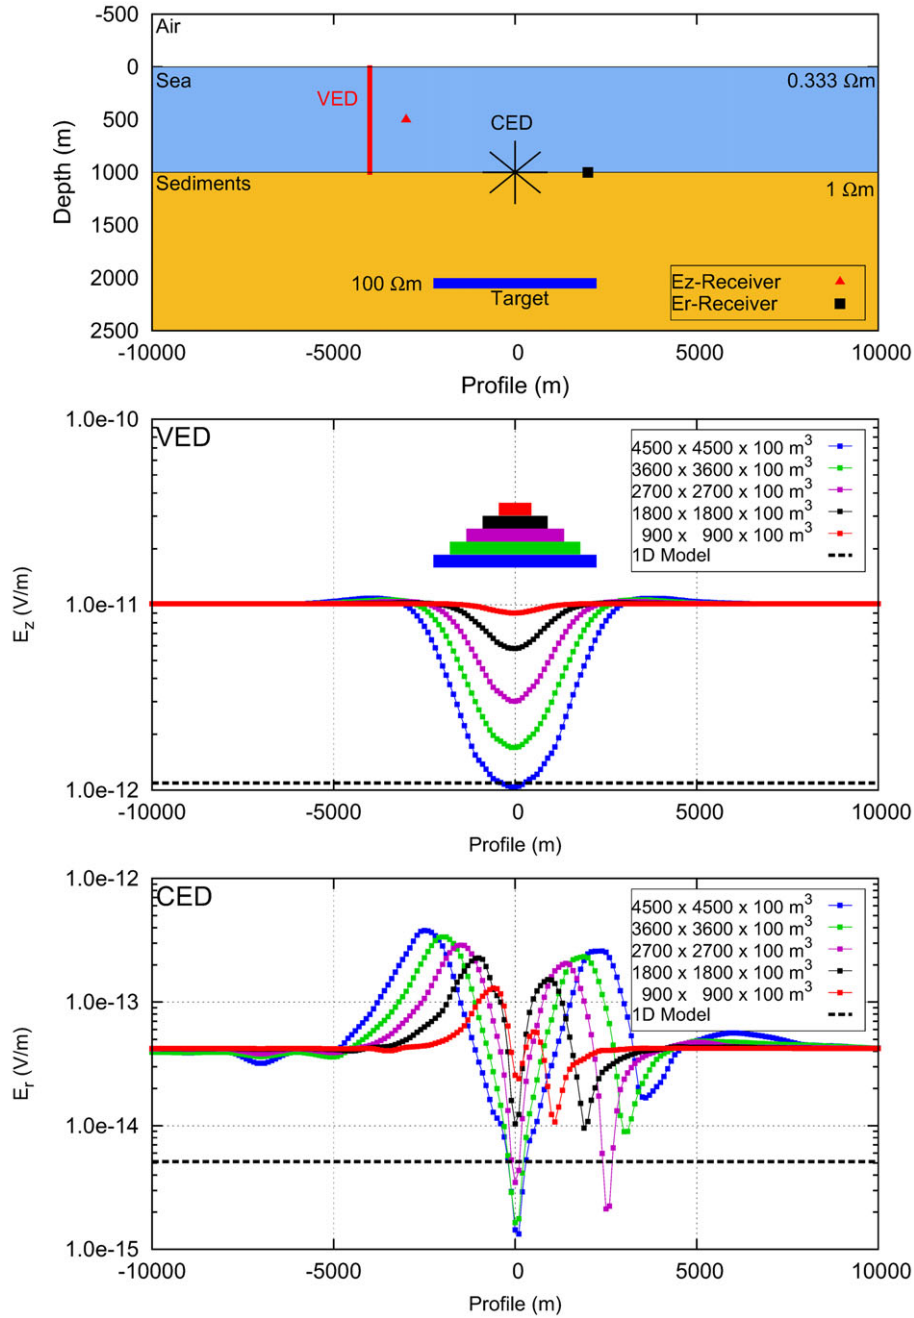 -500
0
500
1000
1500
2000
2500
Depth (m)
Air
Sea
0.333 Ωm
VED
CED
Sediments
1 Ωm
100 Ωm
Target
Ez-Receiver
Er-Receiver
-10000 -5000 0 5000 10000
Profile (m)
1.0e-10
1.0e-11
1.0e-12
E_z (V/m)
VED
4500 x 4500 x 100 m³
3600 x 3600 x 100 m³
2700 x 2700 x 100 m³
1800 x 1800 x 100 m³
900 x 900 x 100 m³
1D Model
-10000 -5000 0 5000 10000
Profile (m)
1.0e-12
1.0e-13
1.0e-14
1.0e-15
E_r (V/m)
CED
4500 x 4500 x 100 m³
3600 x 3600 x 100 m³
2700 x 2700 x 100 m³
1800 x 1800 x 100 m³
900 x 900 x 100 m³
1D Model
-10000 -5000 0 5000 10000
Profile (m)